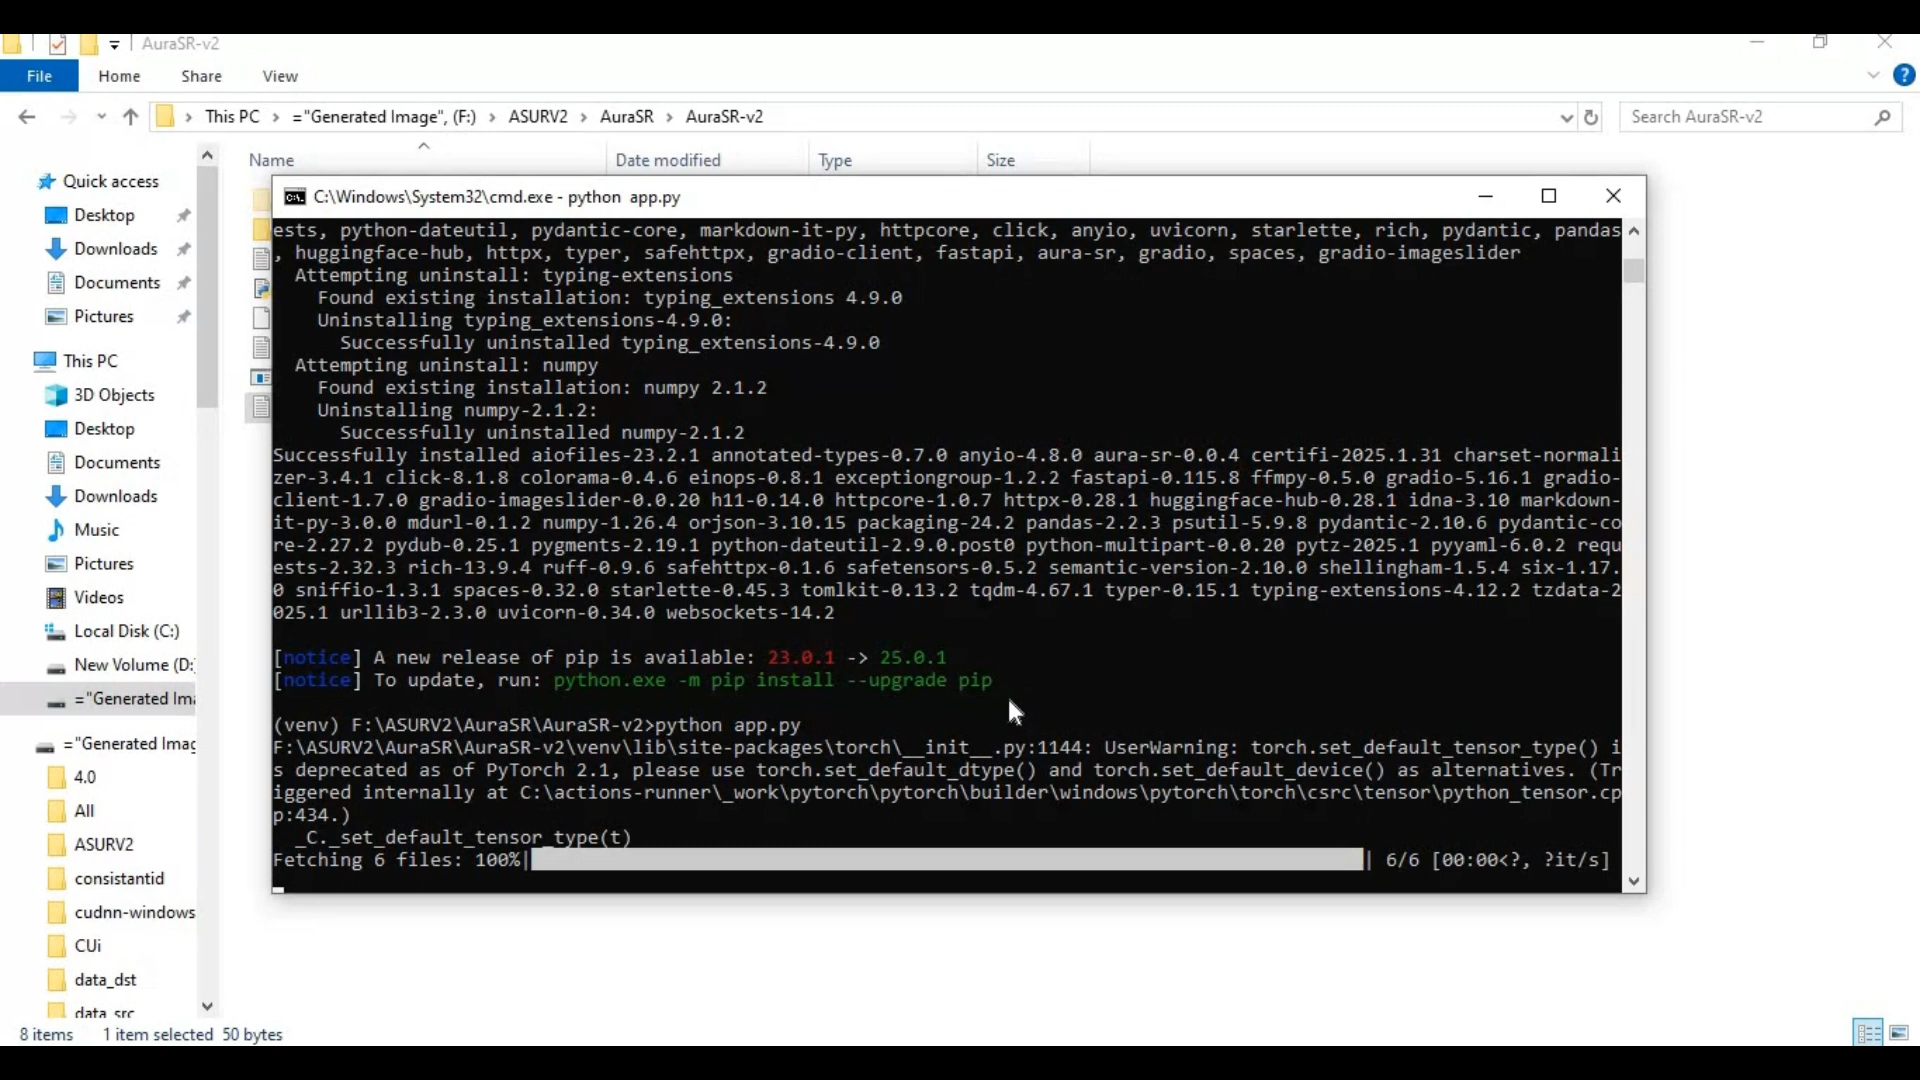 AuraSR-v2
File
Home
Share
View
This PC > ="Generated Image", (F:) > ASURV2 > AuraSR > AuraSR-v2
Search AuraSR-v2
Name
Date modified
Type
Size
Quick access
Desktop
Downloads
Documents
Pictures
This PC
3D Objects
Desktop
Documents
Downloads
Music
Pictures
Videos
Local Disk (C:)
New Volume (D:
="Generated Ima
="Generated Imag
4.0
All
ASURV2
consistantid
cudnn-windows
CUi
data_dst
data_src
C:\Windows\System32\cmd.exe - python  app.py
ests, python-dateutil, pydantic-core, markdown-it-py, httpcore, click, anyio, uvicorn, starlette, rich, pydantic, pandas
, huggingface-hub, httpx, typer, safehttpx, gradio-client, fastapi, aura-sr, gradio, spaces, gradio-imageslider
Attempting uninstall: typing-extensions
Found existing installation: typing_extensions 4.9.0
Uninstalling typing_extensions-4.9.0:
Successfully uninstalled typing_extensions-4.9.0
Attempting uninstall: numpy
Found existing installation: numpy 2.1.2
Uninstalling numpy-2.1.2:
Successfully uninstalled numpy-2.1.2
Successfully installed aiofiles-23.2.1 annotated-types-0.7.0 anyio-4.8.0 aura-sr-0.0.4 certifi-2025.1.31 charset-normali
zer-3.4.1 click-8.1.8 colorama-0.4.6 einops-0.8.1 exceptiongroup-1.2.2 fastapi-0.115.8 ffmpy-0.5.0 gradio-5.16.1 gradio-
client-1.7.0 gradio-imageslider-0.0.20 h11-0.14.0 httpcore-1.0.7 httpx-0.28.1 huggingface-hub-0.28.1 idna-3.10 markdown-
it-py-3.0.0 mdurl-0.1.2 numpy-1.26.4 orjson-3.10.15 packaging-24.2 pandas-2.2.3 psutil-5.9.8 pydantic-2.10.6 pydantic-co
re-2.27.2 pydub-0.25.1 pygments-2.19.1 python-dateutil-2.9.0.post0 python-multipart-0.0.20 pytz-2025.1 pyyaml-6.0.2 requ
ests-2.32.3 rich-13.9.4 ruff-0.9.6 safehttpx-0.1.6 safetensors-0.5.2 semantic-version-2.10.0 shellingham-1.5.4 six-1.17.
0 sniffio-1.3.1 spaces-0.32.0 starlette-0.45.3 tomlkit-0.13.2 tqdm-4.67.1 typer-0.15.1 typing-extensions-4.12.2 tzdata-2
025.1 urllib3-2.3.0 uvicorn-0.34.0 websockets-14.2
[notice] A new release of pip is available: 23.0.1 -> 25.0.1
[notice] To update, run: python.exe -m pip install --upgrade pip
(venv) F:\ASURV2\AuraSR\AuraSR-v2>python app.py
F:\ASURV2\AuraSR\AuraSR-v2\venv\lib\site-packages\torch\__init__.py:1144: UserWarning: torch.set_default_tensor_type() i
s deprecated as of PyTorch 2.1, please use torch.set_default_dtype() and torch.set_default_device() as alternatives. (Tr
iggered internally at C:\actions-runner\_work\pytorch\pytorch\builder\windows\pytorch\torch\csrc\tensor\python_tensor.cp
p:434.)
_C._set_default_tensor_type(t)
Fetching 6 files: 100%| | 6/6 [00:00<?, ?it/s]
8 items
1 item selected 50 bytes